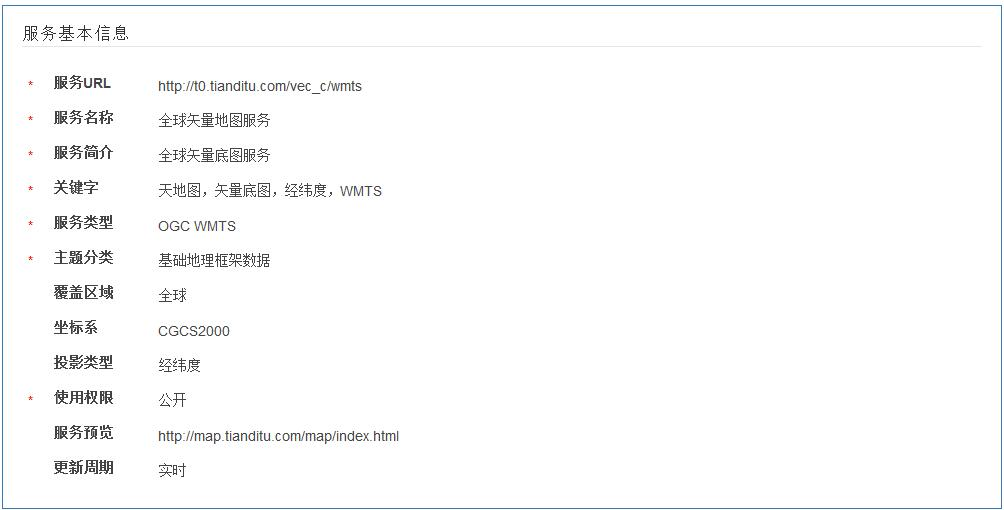 服务基本信息
* 服务URL http://t0.tianditu.com/vec_c/wmts
* 服务名称 全球矢量地图服务
* 服务简介 全球矢量底图服务
* 关键字 天地图，矢量底图，经纬度，WMTS
* 服务类型 OGC WMTS
* 主题分类 基础地理框架数据
覆盖区域 全球
坐标系 CGCS2000
投影类型 经纬度
* 使用权限 公开
服务预览 http://map.tianditu.com/map/index.html
更新周期 实时